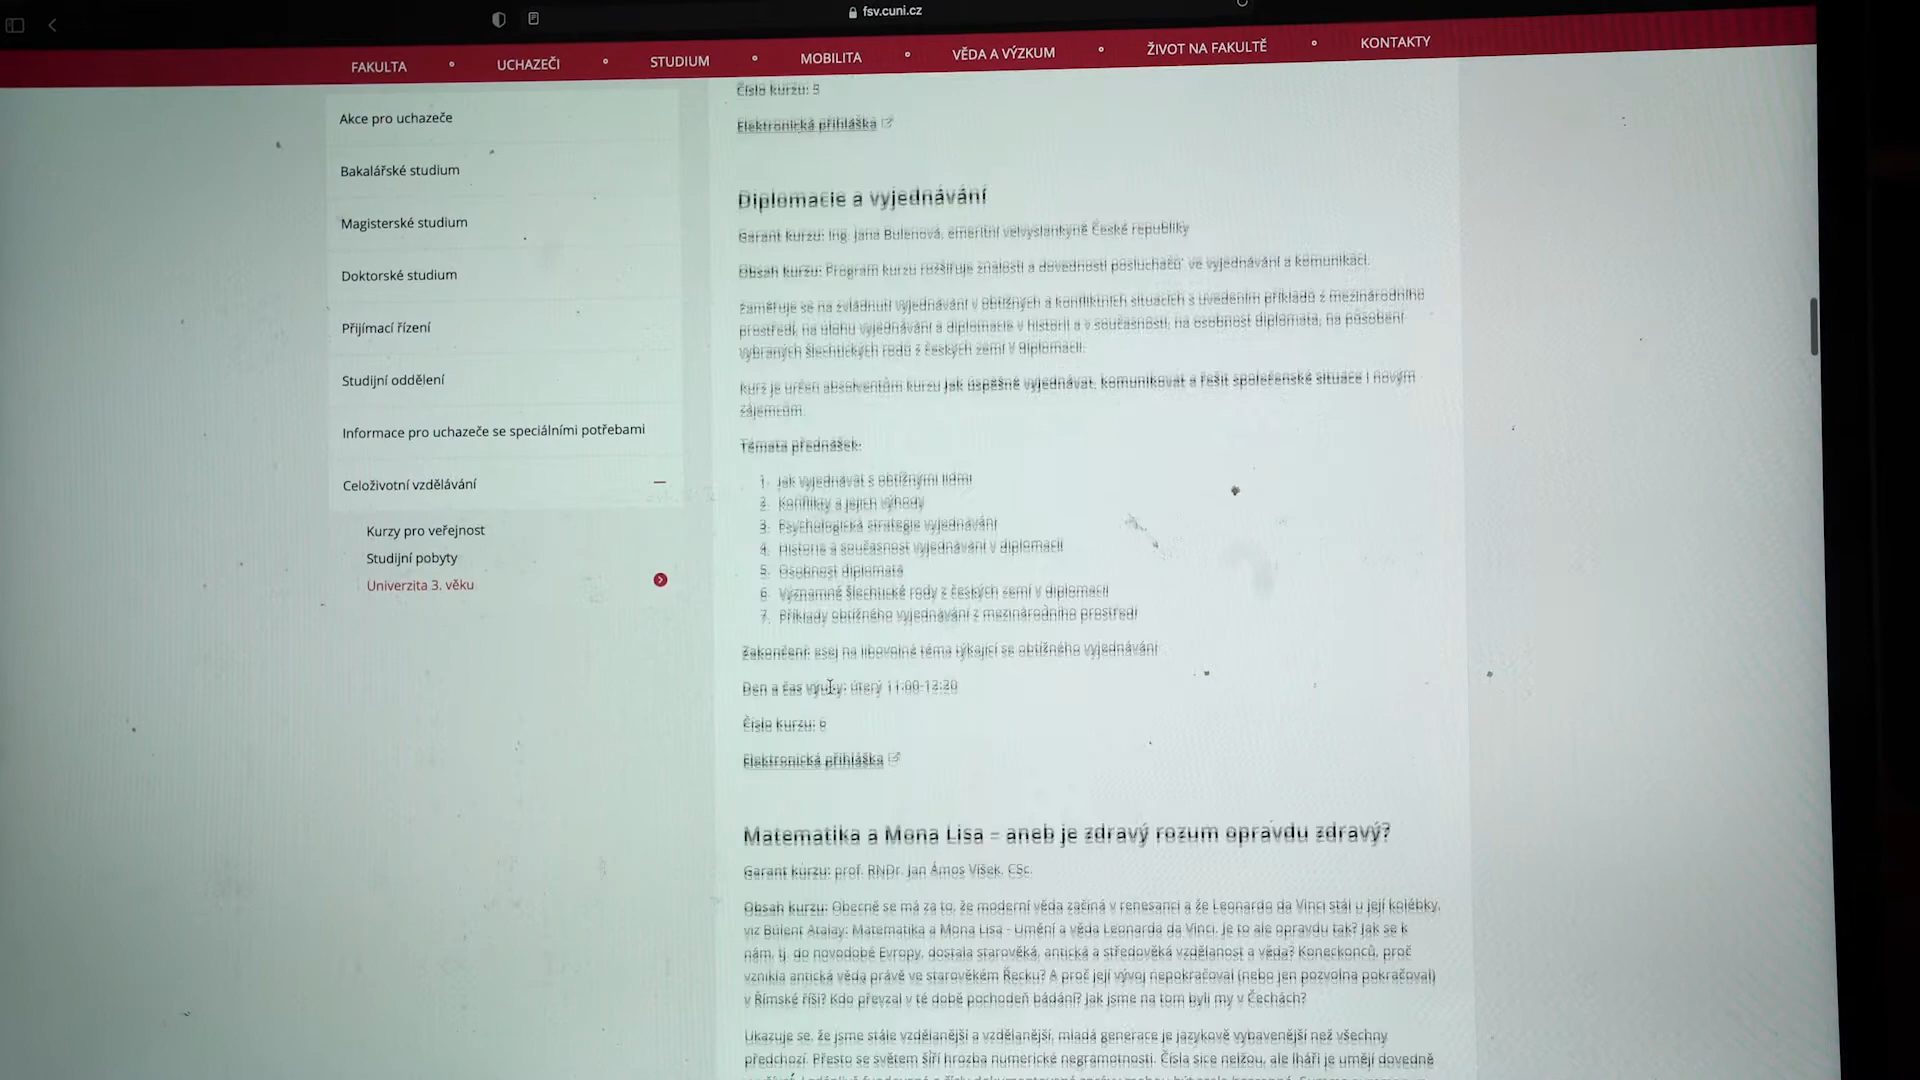 fsv.cuni.cz
FAKULTA
UCHAZEČI
STUDIUM
MOBILITA
VĚDA A VÝZKUM
ŽIVOT NA FAKULTĚ
KONTAKTY
Akce pro uchazeče
Bakalářské studium
Magisterské studium
Doktorské studium
Přijímací řízení
Studijní oddělení
Informace pro uchazeče se speciálními potřebami
Celoživotní vzdělávání
Kurzy pro veřejnost
Studijní pobyty
Univerzita 3. věku
Číslo kurzu: 5
Elektronická přihláška
Diplomacie a vyjednávání
Garant kurzu: Ing. Jana Bulenová, emeritní velvyslankyně České republiky
Obsah kurzu: Program kurzu rozšiřuje znalosti a dovednosti posluchačů ve vyjednávání a komunikaci.
Zaměřuje se na zvládnutí vyjednávání v obtížných a konfliktních situacích s uvedením příkladů z mezinárodního
prostředí, na úlohu vyjednávání a diplomacie v historii a v současnosti, na osobnost diplomata, na působení
vybraných šlechtických rodů z českých zemí v diplomacii.
Kurz je určen absolventům kurzu Jak úspěšně vyjednávat, komunikovat a řešit společenské situace i novým
zájemcům.
Témata přednášek:
1. Jak vyjednávat s obtížnými lidmi
2. Konflikty a jejich výhody
3. Psychologická strategie vyjednávání
4. Historie a současnost vyjednávání v diplomacii
5. Osobnost diplomata
6. Významné šlechtické rody z českých zemí v diplomacii
7. Příklady obtížného vyjednávání z mezinárodního prostředí
Zakončení: esej na libovolné téma týkající se obtížného vyjednávání
Den a čas výuky: úterý 11:00-12:20
Číslo kurzu: 6
Elektronická přihláška
Matematika a Mona Lisa – aneb je zdravý rozum opravdu zdravý?
Garant kurzu: prof. RNDr. Jan Ámos Víšek, CSc.
Obsah kurzu: Obecně se má za to, že moderní věda začíná v renesanci a že Leonardo da Vinci stál u její kolébky,
viz Bulent Atalay: Matematika a Mona Lisa - Umění a věda Leonarda da Vinci. Je to ale opravdu tak? Jak se k
nám, tj. do novodobé Evropy, dostala starověká, antická a středověká vzdělanost a věda? Koneckonců, proč
vznikla antická věda právě ve starověkém Řecku? A proč její vývoj nepokračoval (nebo jen pozvolna pokračoval)
v Římské říši? Kdo převzal v té době pochodeň bádání? Jak jsme na tom byli my v Čechách?
Ukazuje se, že jsme stále vzdělanější a vzdělanější, mladá generace je jazykově vybavenější než všechny
předchozí. Přesto se světem šíří hrozba numerické negramotnosti. Čísla sice nelžou, ale lháři je umějí dovedně